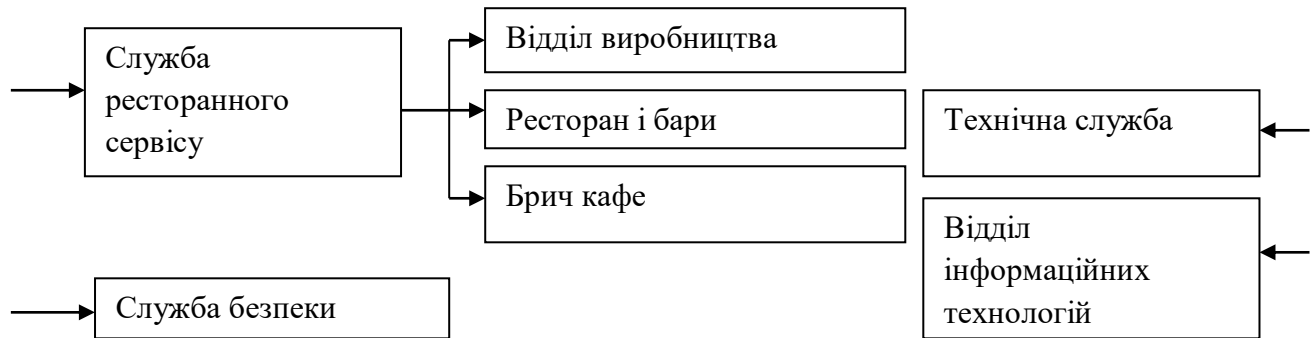 Служба
ресторанного
сервісу
Відділ виробництва
Ресторан і бари
Брич кафе
Технічна служба
Відділ
інформаційних
технологій
Служба безпеки